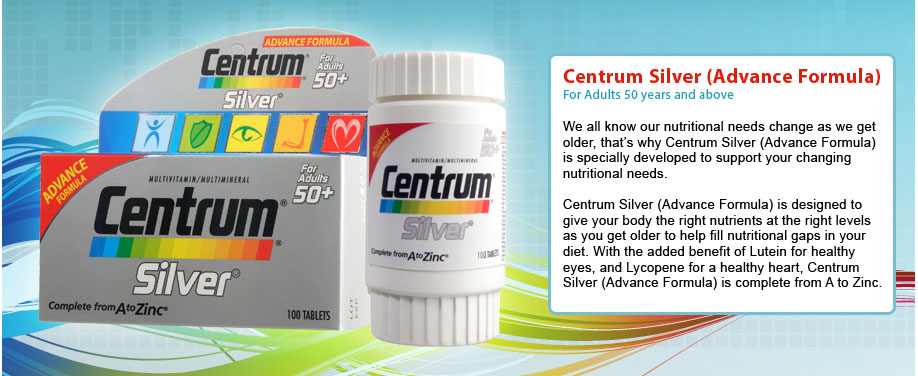 ADVANCE FORMULA
Centrum®
For
Adults
50+
Silver®
ADVANCE
FORMULA
MULTIVITAMIN/MULTIMINERAL
For
Adults
50+
Centrum®
Silver®
Complete from A to Zinc®
100 TABLETS
LOT
EXP
ADVANCE
FORMULA
MULTIVITAMIN/MULTIMINERAL
For
Adults
50+
Centrum®
Silver®
Complete from A to Zinc®
100 TABLETS
Centrum Silver (Advance Formula)
For Adults 50 years and above
We all know our nutritional needs change as we get
older, that's why Centrum Silver (Advance Formula)
is specially developed to support your changing
nutritional needs.
Centrum Silver (Advance Formula) is designed to
give your body the right nutrients at the right levels
as you get older to help fill nutritional gaps in your
diet. With the added benefit of Lutein for healthy
eyes, and Lycopene for a healthy heart, Centrum
Silver (Advance Formula) is complete from A to Zinc.